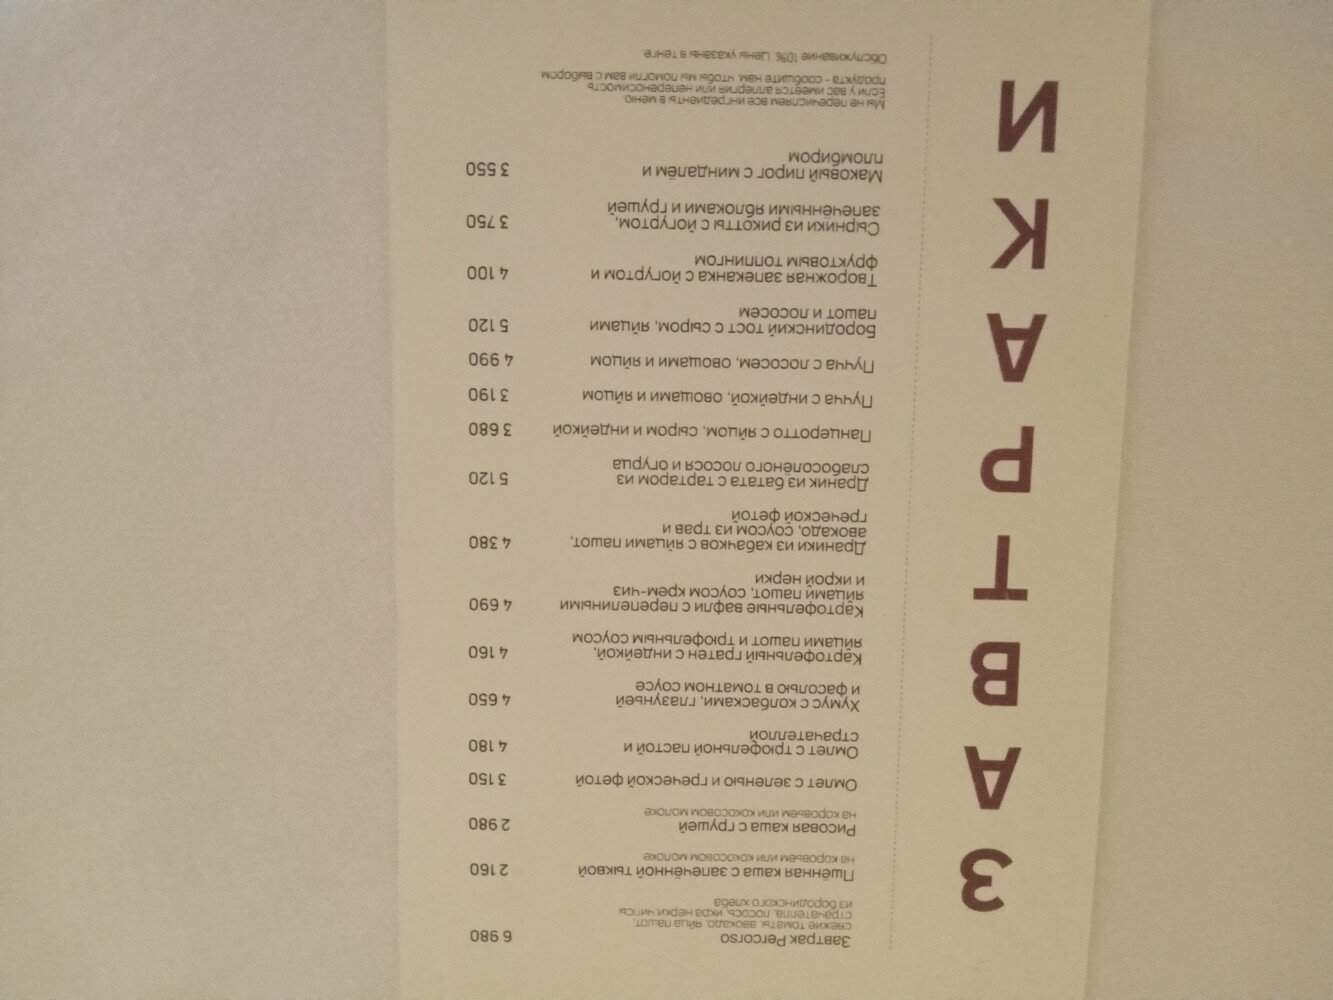 ЗАВТРАКИ
Завтрак Percorso 6 980
свежие томаты, авокадо, яйца пашот,
страчателла, лосось, икра нерки, чипсы
из бородинского хлеба
Пшённая каша с запечённой тыквой 2 160
на коровьем или кокосовом молоке
Рисовая каша с грушей 2 980
на коровьем или кокосовом молоке
Омлет с зеленью и греческой фетой 3 150
Омлет с трюфельной пастой и 4 180
страчателлой
Хумус с колбасками, глазуньей 4 650
и фасолью в томатном соусе
Картофельный гратен с индейкой, 4 160
яйцами пашот и трюфельным соусом
Картофельные вафли с перепелиными 4 690
яйцами пашот, соусом крем-чиз
и икрой нерки
Драники из кабачков с яйцами пашот, 4 380
авокадо, соусом из трав и
греческой фетой
Драник из батата с тартаром из 5 120
слабосолёного лосося и огурца
Панцеротто с яйцом, сыром и индейкой 3 680
Пучча с индейкой, овощами и яйцом 3 190
Пучча с лососем, овощами и яйцом 4 990
Бородинский тост с сыром, яйцами 5 120
пашот и лососем
Творожная запеканка с йогуртом и 4 100
фруктовым топпингом
Сырники из рикотты с йогуртом, 3 750
запечёнными яблоками и грушей
Маковый пирог с миндалём и 3 550
пломбиром
Мы не перечисляем все ингредиенты в меню.
Если у вас имеется аллергия или непереносимость
продукта - сообщите нам, чтобы мы помогли вам с выбором.
Обслуживание 10%. Цены указаны в тенге.